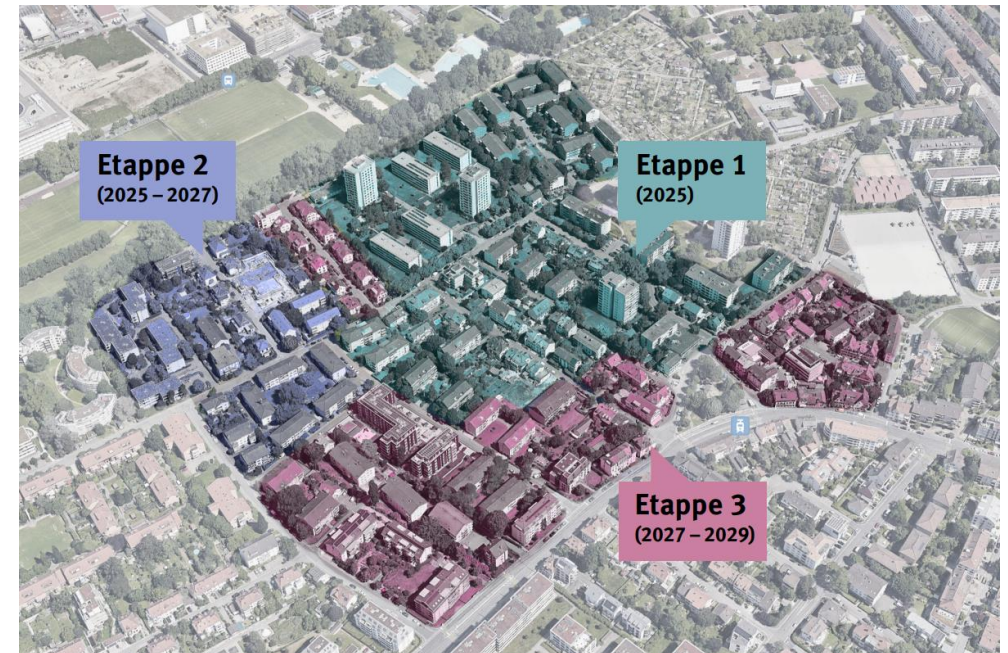 Etappe 2
(2025 – 2027)
Etappe 1
(2025)
Etappe 3
(2027 – 2029)